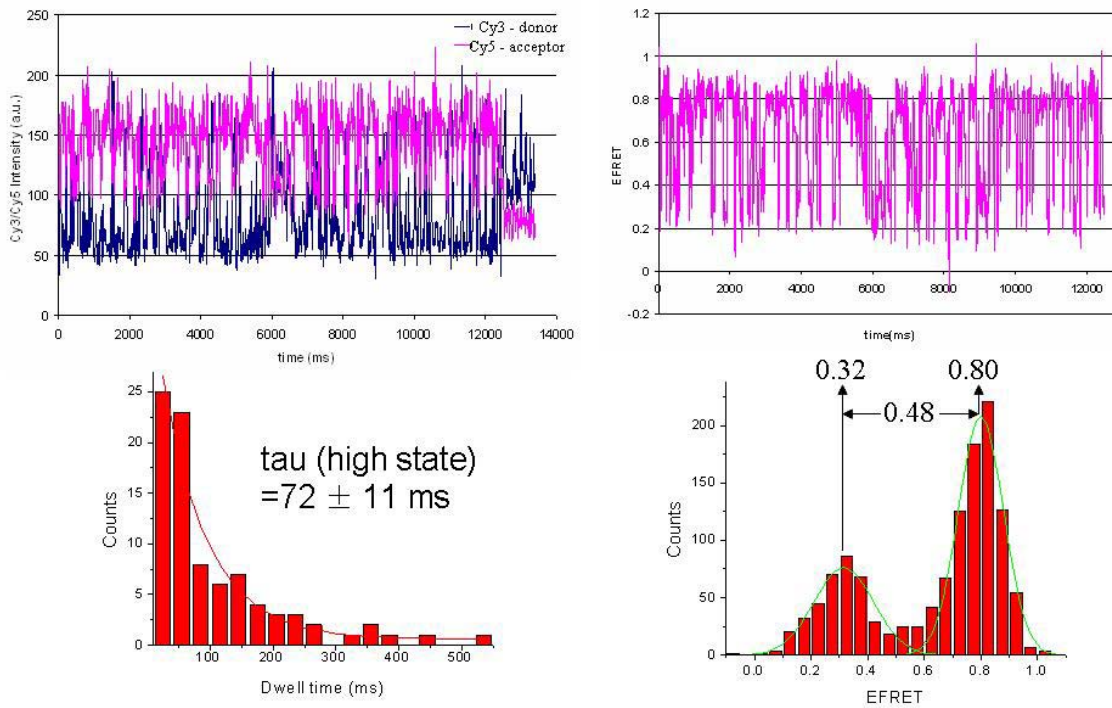 250
200
150
100
50
0
Cy3/Cy5 Intensity (a.u.)
Cy3 - donor
Cy5 - acceptor
0 2000 4000 6000 8000 10000 12000 14000
time (ms)
1.2
1
0.8
0.6
0.4
0.2
0
-0.2
EFRET
0 2000 4000 6000 8000 10000 12000
time(ms)
25
20
15
10
5
0
Counts
tau (high state)
=72 ± 11 ms
100 200 300 400 500
Dwell time (ms)
0.32 0.80
0.48
200
150
100
50
0
Counts
0.0 0.2 0.4 0.6 0.8 1.0
EFRET